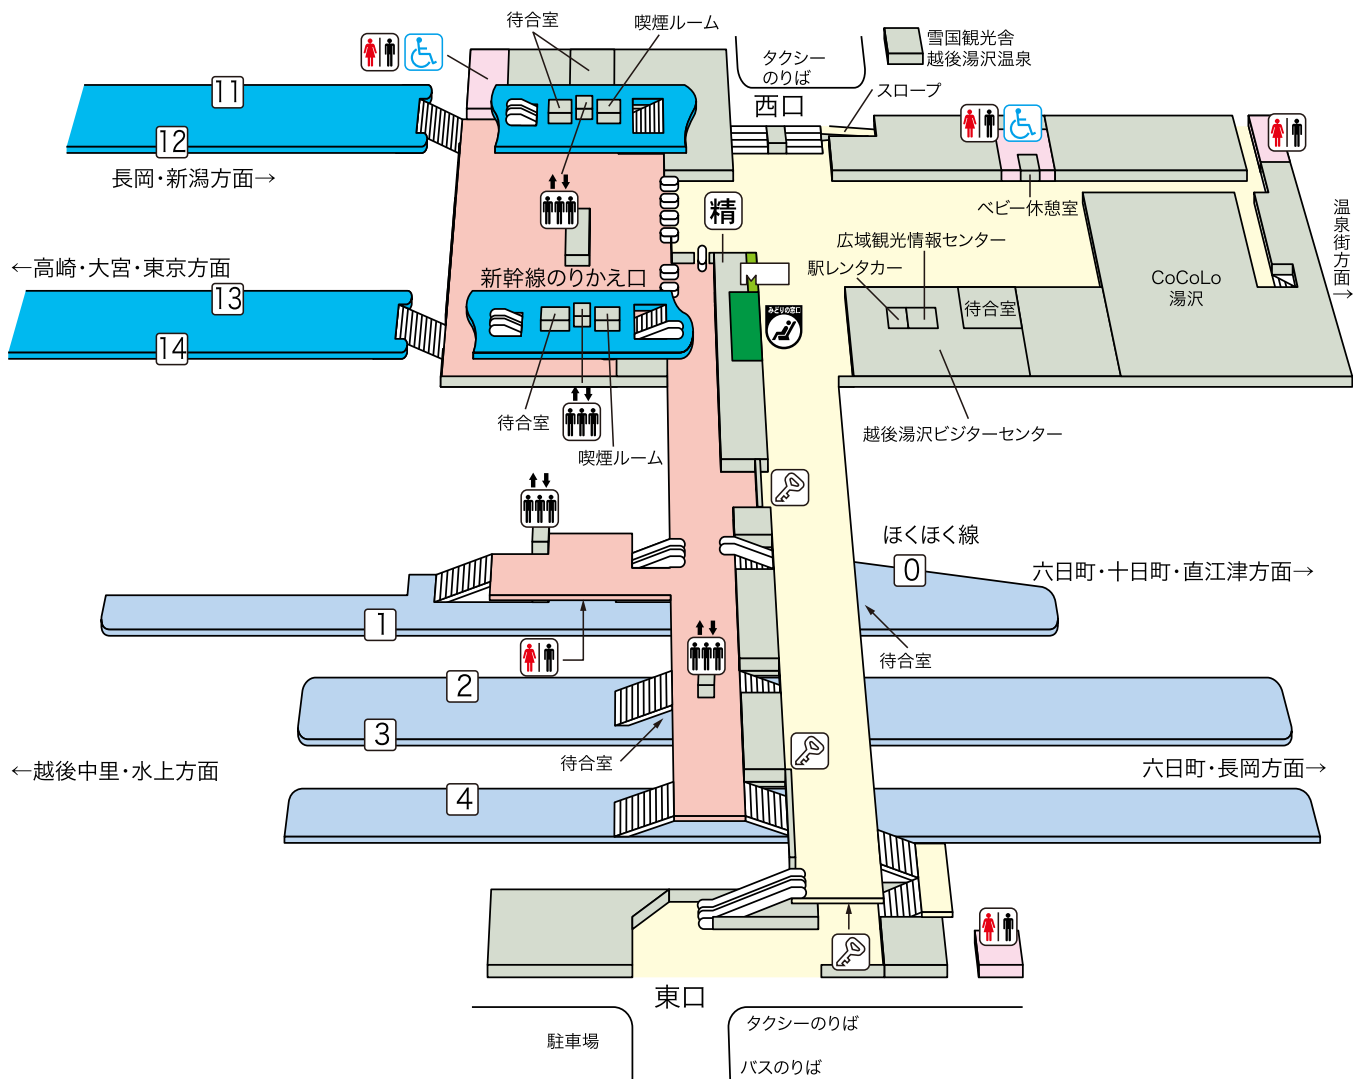 待合室
喫煙ルーム
タクシー
のりば
雪国観光舎
越後湯沢温泉
西口
スロープ
11
12
長岡・新潟方面→
ベビー休憩室
精
温泉街方面→
広域観光情報センター
駅レンタカー
←高崎・大宮・東京方面
新幹線のりかえ口
CoCoLo
湯沢
13
14
みどりの窓口
待合室
待合室
喫煙ルーム
越後湯沢ビジターセンター
ほくほく線
0
六日町・十日町・直江津方面→
1
待合室
2
3
待合室
←越後中里・水上方面
六日町・長岡方面→
4
東口
タクシーのりば
駐車場
バスのりば